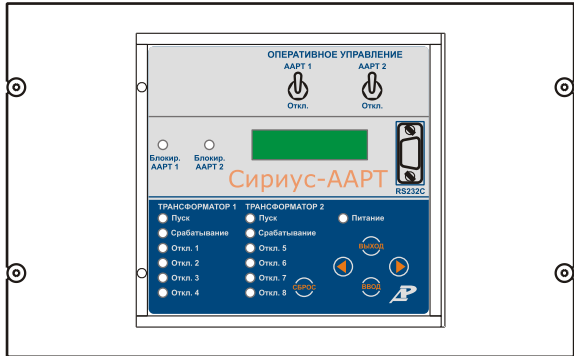 ОПЕРАТИВНОЕ УПРАВЛЕНИЕ
ААРТ 1 ААРТ 2
Откл. Откл.
Блокир. ААРТ 1
Блокир. ААРТ 2
Сириус-ААРТ
RS232C
ТРАНСФОРМАТОР 1 ТРАНСФОРМАТОР 2
Пуск Пуск Питание
Срабатывание Срабатывание
Откл. 1 Откл. 5
Откл. 2 Откл. 6
Откл. 3 Откл. 7
Откл. 4 Откл. 8
ВЫХОД
СБРОС ВВОД